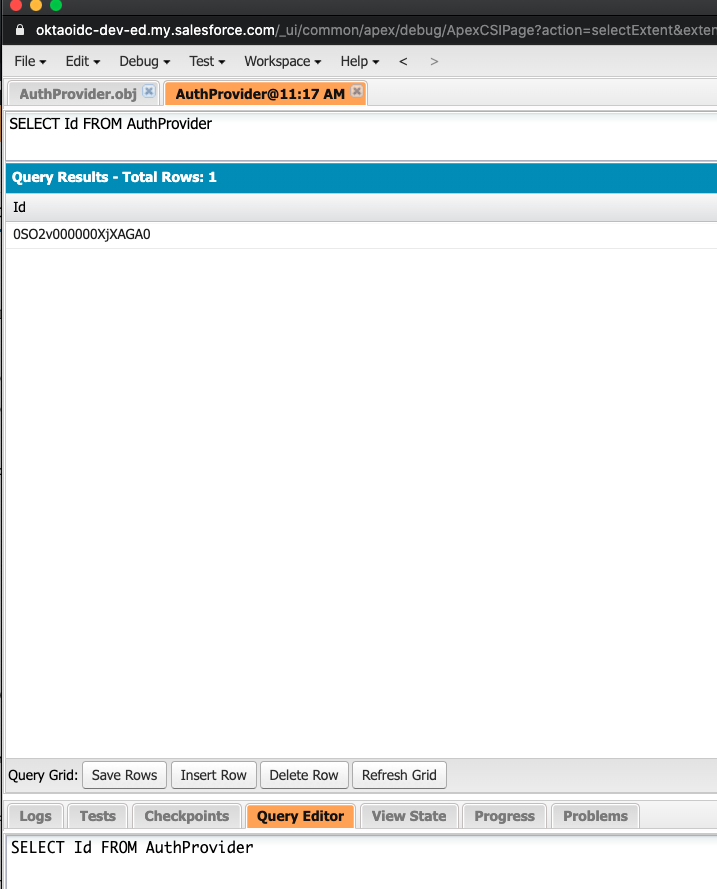 oktaoidc-dev-ed.my.salesforce.com/_ui/common/apex/debug/ApexCSIPage?action=selectExtent&exten
File Edit Debug Test Workspace Help < >
AuthProvider.obj AuthProvider@11:17 AM
SELECT Id FROM AuthProvider
Query Results - Total Rows: 1
Id
0SO2v000000XjXAGA0
Query Grid: Save Rows Insert Row Delete Row Refresh Grid
Logs Tests Checkpoints Query Editor View State Progress Problems
SELECT Id FROM AuthProvider